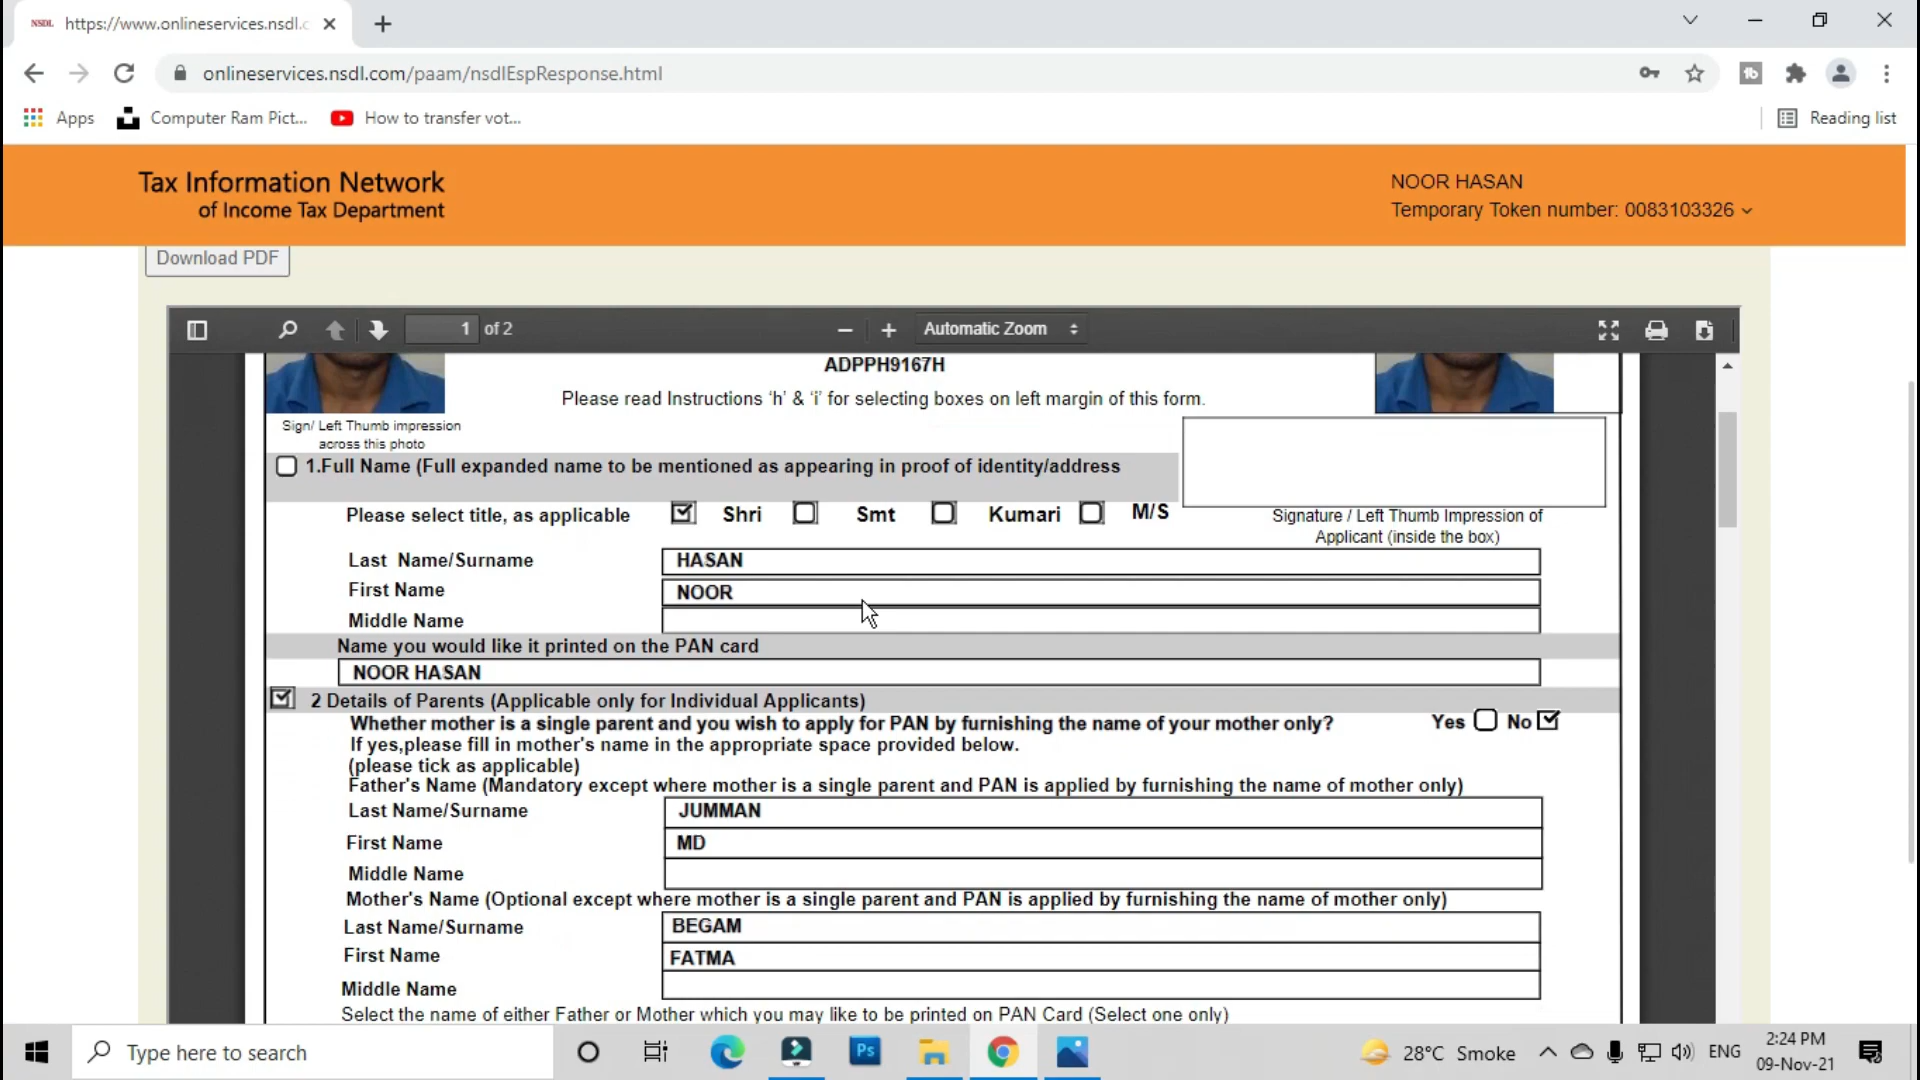 NSDL https://www.onlineservices.nsdl.c
onlineservices.nsdl.com/paam/nsdlEspResponse.html
Apps Computer Ram Pict... How to transfer vot... Reading list
Tax Information Network
of Income Tax Department
NOOR HASAN
Temporary Token number: 0083103326
Download PDF
1 of 2 Automatic Zoom
ADPPH9167H
Please read Instructions 'h' & 'i' for selecting boxes on left margin of this form.
Sign/ Left Thumb impression
across this photo
1.Full Name (Full expanded name to be mentioned as appearing in proof of identity/address
Please select title, as applicable Shri Smt Kumari M/S
Signature / Left Thumb Impression of
Applicant (inside the box)
Last Name/Surname HASAN
First Name NOOR
Middle Name
Name you would like it printed on the PAN card
NOOR HASAN
2 Details of Parents (Applicable only for Individual Applicants)
Whether mother is a single parent and you wish to apply for PAN by furnishing the name of your mother only? Yes No
If yes,please fill in mother's name in the appropriate space provided below.
(please tick as applicable)
Father's Name (Mandatory except where mother is a single parent and PAN is applied by furnishing the name of mother only)
Last Name/Surname JUMMAN
First Name MD
Middle Name
Mother's Name (Optional except where mother is a single parent and PAN is applied by furnishing the name of mother only)
Last Name/Surname BEGAM
First Name FATMA
Middle Name
Select the name of either Father or Mother which you may like to be printed on PAN Card (Select one only)
Type here to search Ps 28°C Smoke ENG 2:24 PM
09-Nov-21